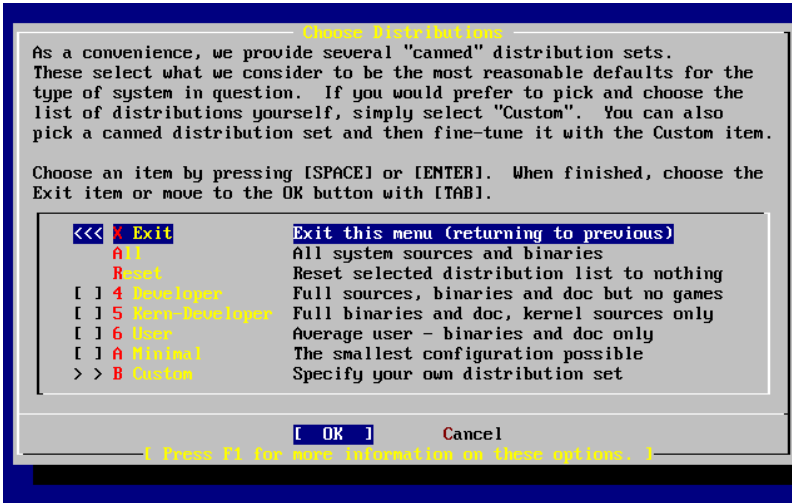 Choose Distributions
As a convenience, we provide several "canned" distribution sets.
These select what we consider to be the most reasonable defaults for the
type of system in question.  If you would prefer to pick and choose the
list of distributions yourself, simply select "Custom".  You can also
pick a canned distribution set and then fine-tune it with the Custom item.
Choose an item by pressing [SPACE] or [ENTER].  When finished, choose the
Exit item or move to the OK button with [TAB].
<<< X Exit Exit this menu (returning to previous)
All All system sources and binaries
Reset Reset selected distribution list to nothing
[ ] 4 Developer Full sources, binaries and doc but no games
[ ] 5 Kern-Developer Full binaries and doc, kernel sources only
[ ] 6 User Average user - binaries and doc only
[ ] A Minimal The smallest configuration possible
> > B Custom Specify your own distribution set
[ OK ] Cancel
[ Press F1 for more information on these options. ]